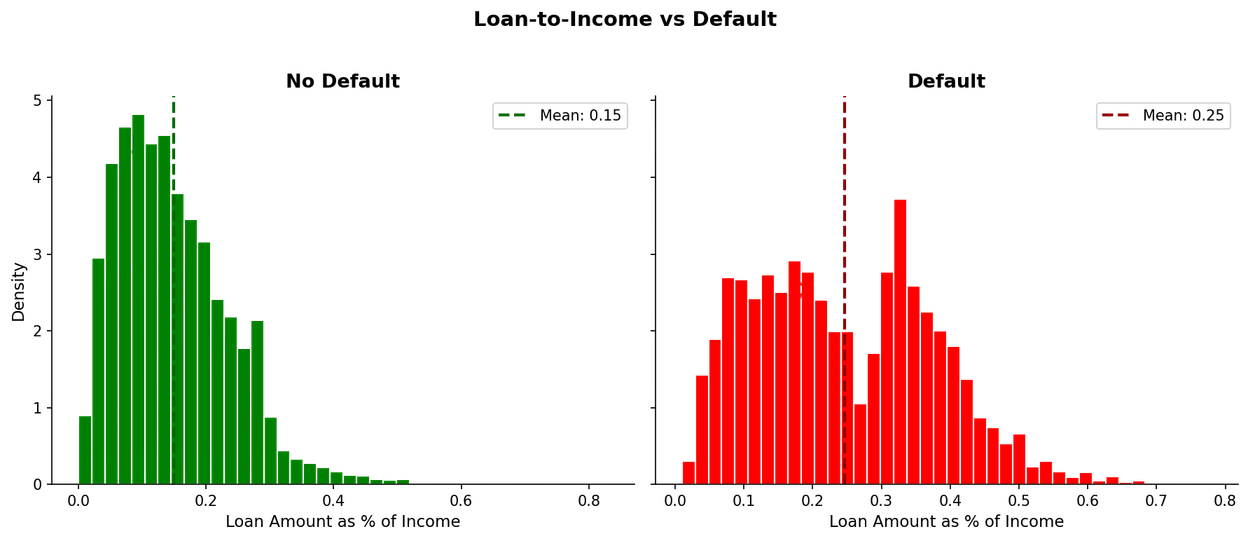 Loan-to-Income vs Default
No Default
Mean: 0.15
Density
5
4
3
2
1
0
0.0 0.2 0.4 0.6 0.8
Loan Amount as % of Income
Default
Mean: 0.25
0.0 0.1 0.2 0.3 0.4 0.5 0.6 0.7 0.8
Loan Amount as % of Income